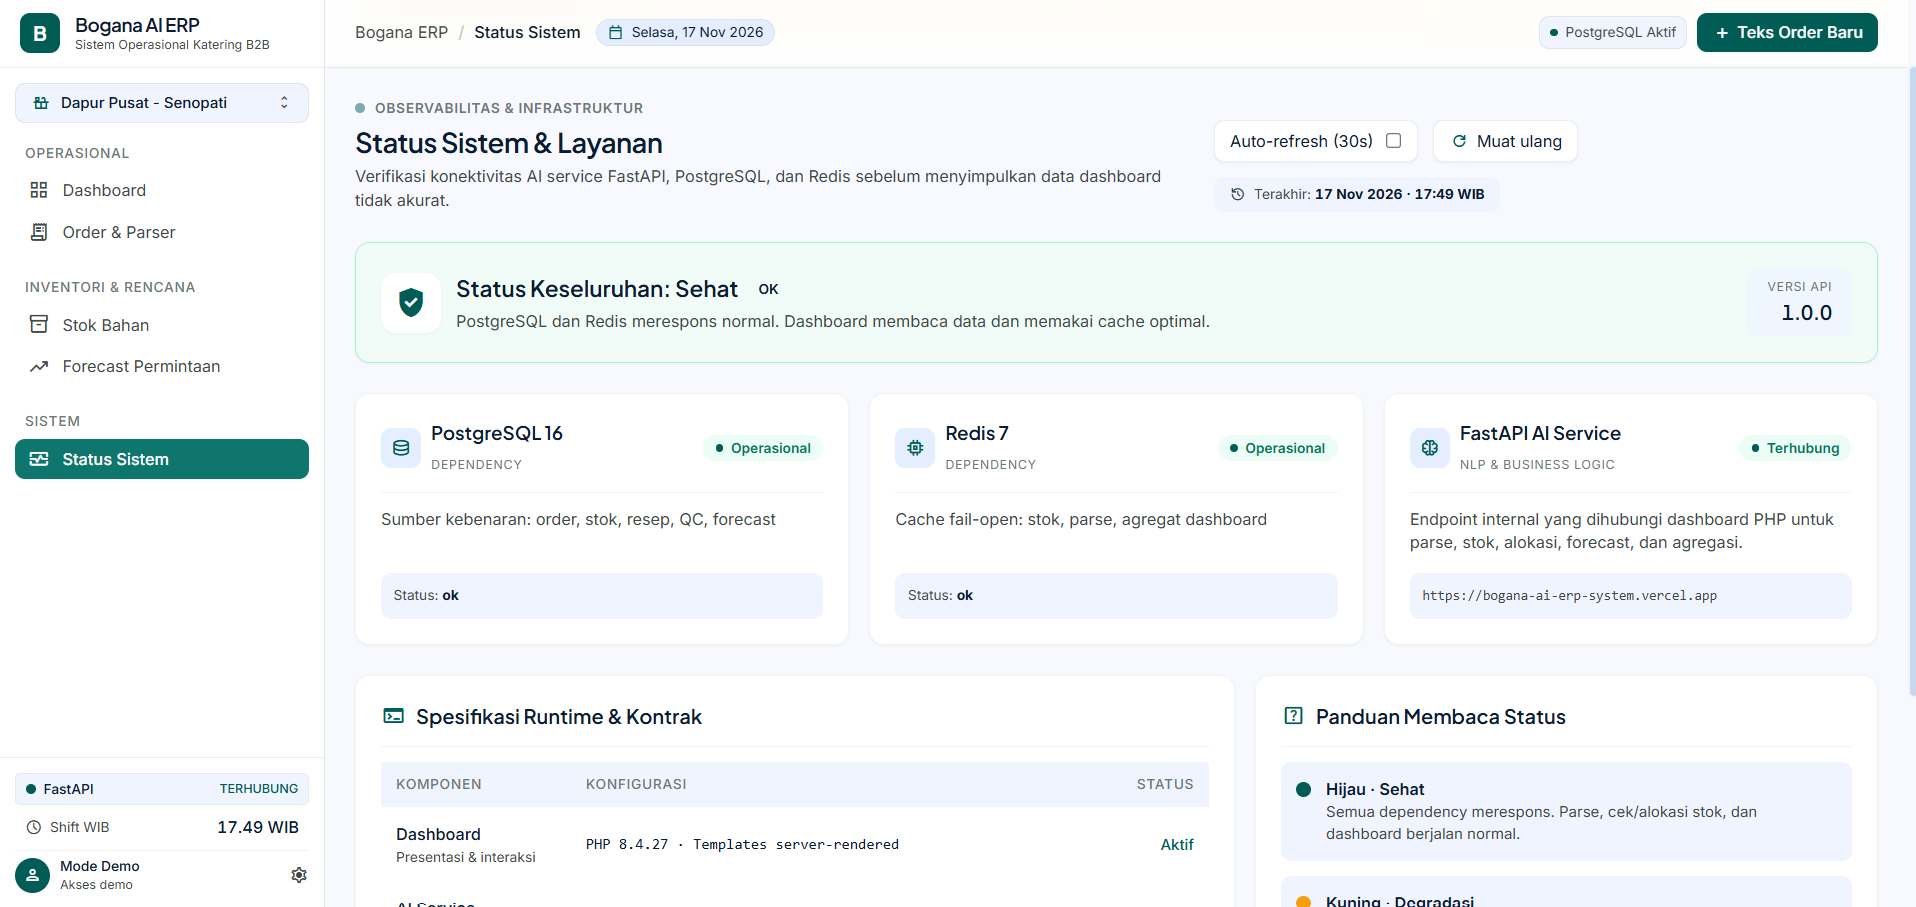 B
Bogana AI ERP
Sistem Operasional Katering B2B
Dapur Pusat - Senopati
OPERASIONAL
Dashboard
Order & Parser
INVENTORI & RENCANA
Stok Bahan
Forecast Permintaan
SISTEM
Status Sistem
FastAPI TERHUBUNG
Shift WIB 17.49 WIB
Mode Demo
Akses demo
Bogana ERP / Status Sistem Selasa, 17 Nov 2026
PostgreSQL Aktif
+ Teks Order Baru
OBSERVABILITAS & INFRASTRUKTUR
Status Sistem & Layanan
Verifikasi konektivitas AI service FastAPI, PostgreSQL, dan Redis sebelum menyimpulkan data dashboard
tidak akurat.
Auto-refresh (30s)
Muat ulang
Terakhir: 17 Nov 2026 · 17:49 WIB
Status Keseluruhan: Sehat OK
PostgreSQL dan Redis merespons normal. Dashboard membaca data dan memakai cache optimal.
VERSI API
1.0.0
PostgreSQL 16
DEPENDENCY
Operasional
Sumber kebenaran: order, stok, resep, QC, forecast
Status: ok
Redis 7
DEPENDENCY
Operasional
Cache fail-open: stok, parse, agregat dashboard
Status: ok
FastAPI AI Service
NLP & BUSINESS LOGIC
Terhubung
Endpoint internal yang dihubungi dashboard PHP untuk
parse, stok, alokasi, forecast, dan agregasi.
https://bogana-ai-erp-system.vercel.app
Spesifikasi Runtime & Kontrak
KOMPONEN KONFIGURASI STATUS
Dashboard
Presentasi & interaksi
PHP 8.4.27 · Templates server-rendered
Aktif
AI Service
Panduan Membaca Status
Hijau · Sehat
Semua dependency merespons. Parse, cek/alokasi stok, dan
dashboard berjalan normal.
Kuning · Degradasi